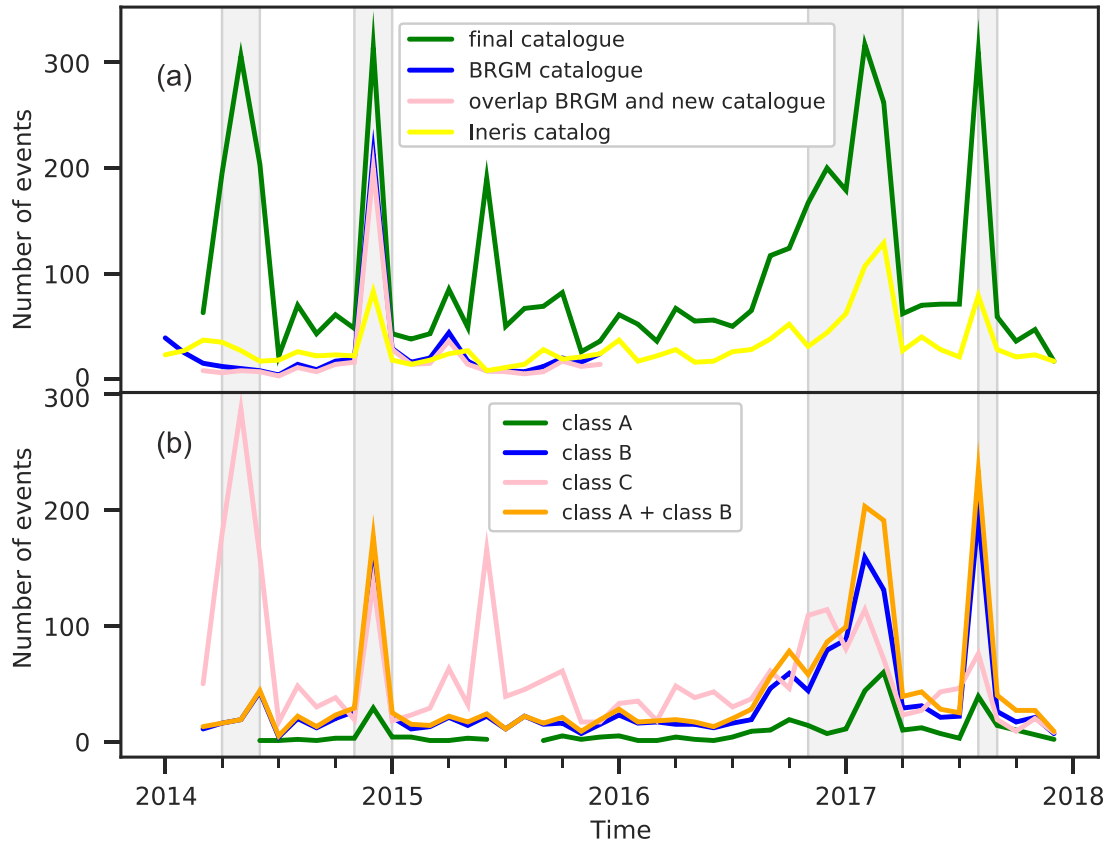 (a)
final catalogue
BRGM catalogue
overlap BRGM and new catalogue
Ineris catalog
Number of events
300
200
100
0
(b)
class A
class B
class C
class A + class B
Number of events
300
200
100
0
2014 2015 2016 2017 2018
Time